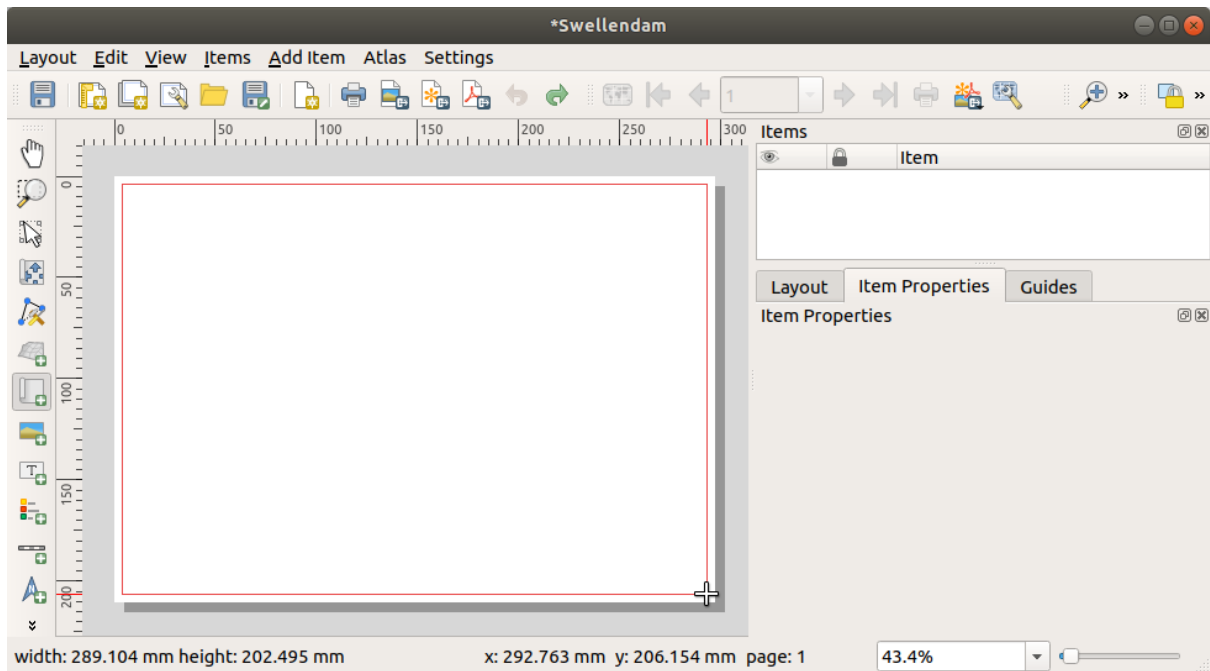 *Swellendam
Layout Edit View Items Add Item Atlas Settings
1
» »
0 50 100 150 200 250 300
Items
Item
0
50
100
150
200
Layout Item Properties Guides
Item Properties
T
width: 289.104 mm height: 202.495 mm x: 292.763 mm y: 206.154 mm page: 1 43.4%